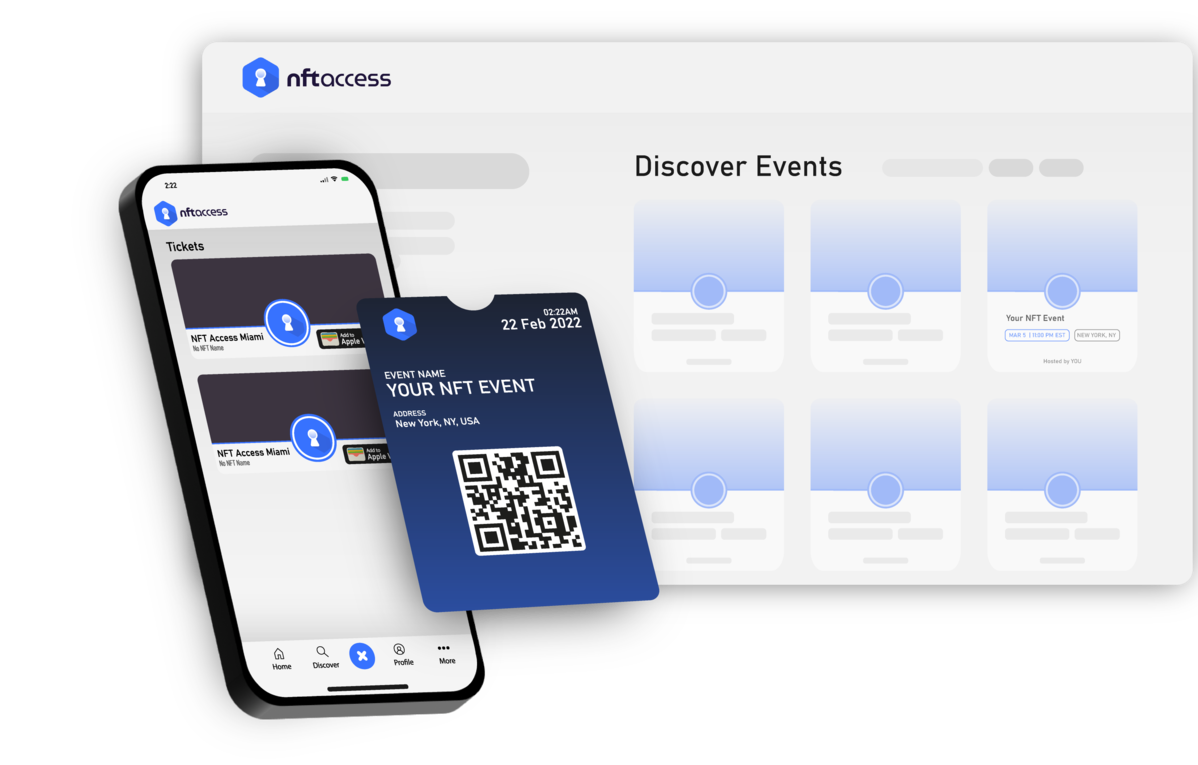 nftaccess
Discover Events
Your NFT Event
MAR 5 | 11:00 PM EST
NEW YORK, NY
Hosted by YOU
2:22
nftaccess
Tickets
NFT Access Miami
No NFT Name
Add to
Apple
NFT Access Miami
No NFT Name
Add to
Apple
Home
Discover
Profile
More
02:22AM
22 Feb 2022
EVENT NAME
YOUR NFT EVENT
ADDRESS
New York, NY, USA